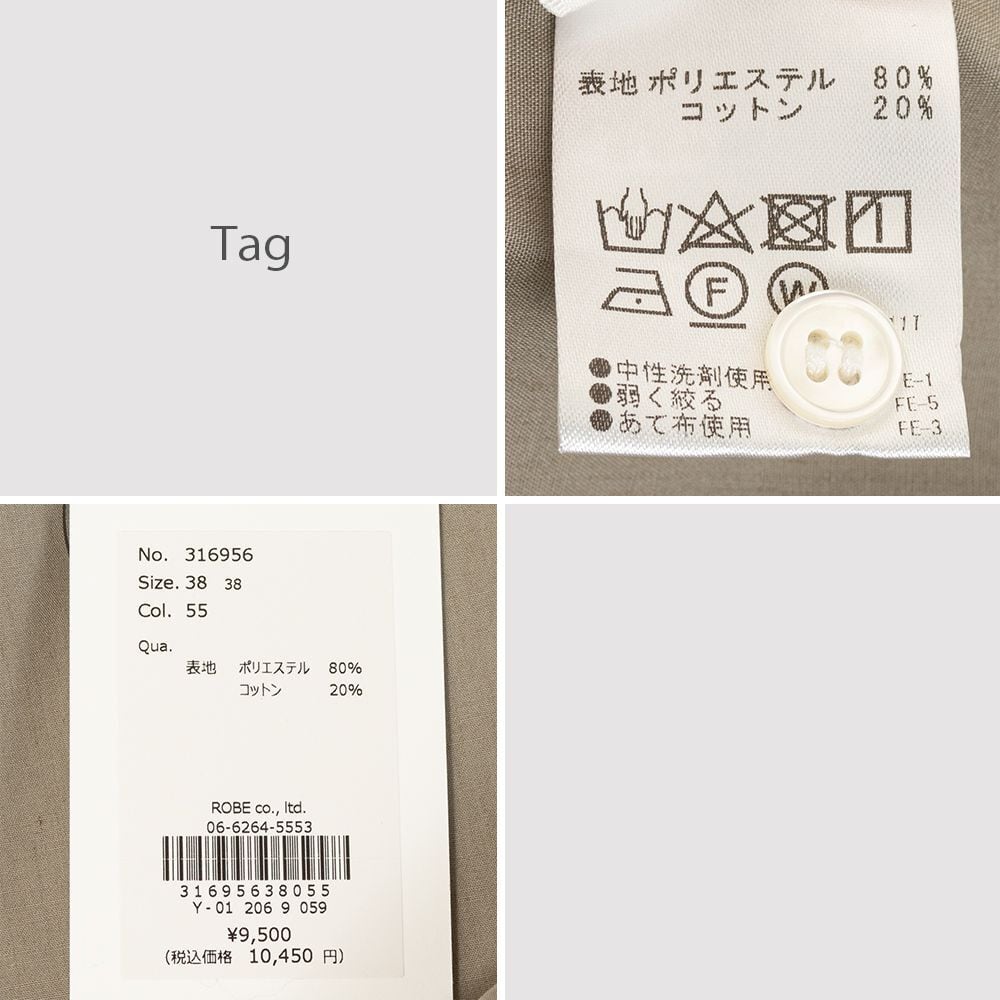 Tag
表地 ポリエステル 80%
コットン 20%
F
W
11T
●中性洗剤使用 E-1
●弱く絞る FE-5
●あて布使用 FE-3
No. 316956
Size. 38 38
Col. 55
Qua.
表地 ポリエステル 80%
コットン 20%
ROBE co., ltd.
06-6264-5553
31695638055
Y-01 206 9 059
¥9,500
(税込価格 10,450 円)